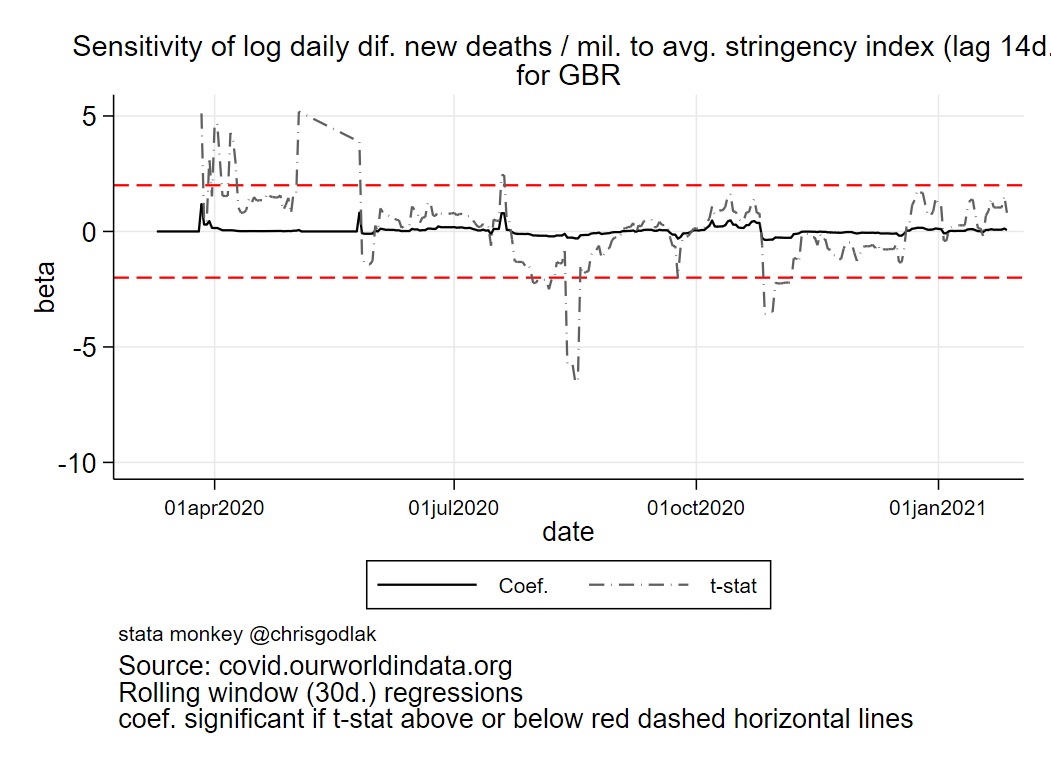 Sensitivity of log daily dif. new deaths / mil. to avg. stringency index (lag 14d.
for GBR
5
0
-5
-10
beta
01apr2020 01jul2020 01oct2020 01jan2021
date
Coef. t-stat
stata monkey @chrisgodlak
Source: covid.ourworldindata.org
Rolling window (30d.) regressions
coef. significant if t-stat above or below red dashed horizontal lines